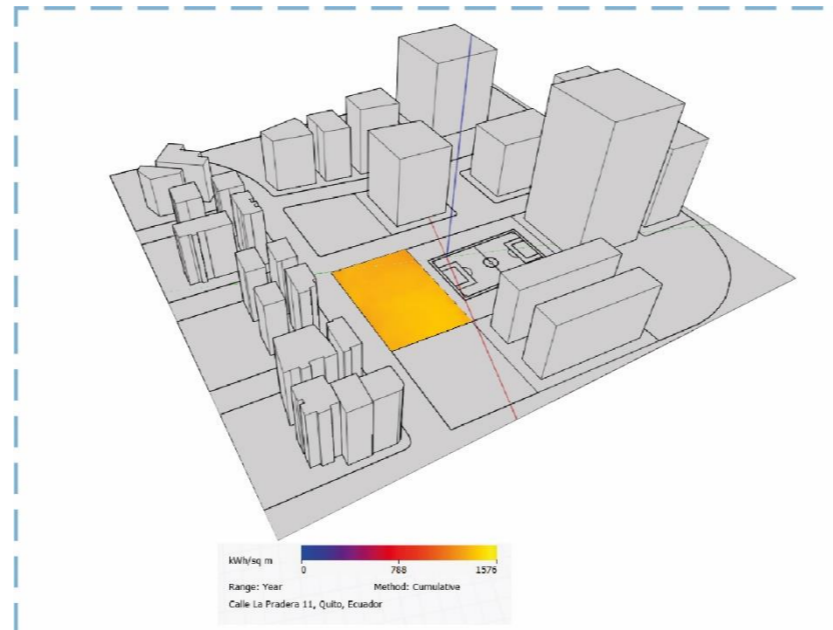 kWh/sq m
0 788 1576
Range: Year Method: Cumulative
Calle La Pradera 11, Quito, Ecuador